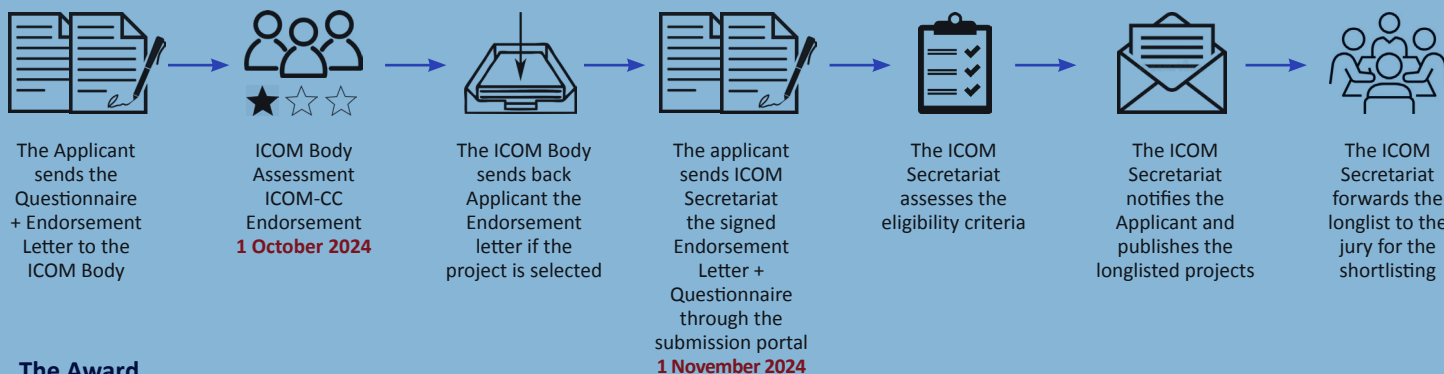 The Applicant
sends the
Questionnaire
+ Endorsement
Letter to the
ICOM Body
ICOM Body
Assessment
ICOM-CC
Endorsement
1 October 2024
The ICOM Body
sends back
Applicant the
Endorsement
letter if the
project is selected
The applicant
sends ICOM
Secretariat
the signed
Endorsement
Letter +
Questionnaire
through the
submission portal
1 November 2024
The ICOM
Secretariat
assesses the
eligibility criteria
The ICOM
Secretariat
notifies the
Applicant and
publishes the
longlisted projects
The ICOM
Secretariat
forwards the
longlist to the
jury for the
shortlisting
The Award